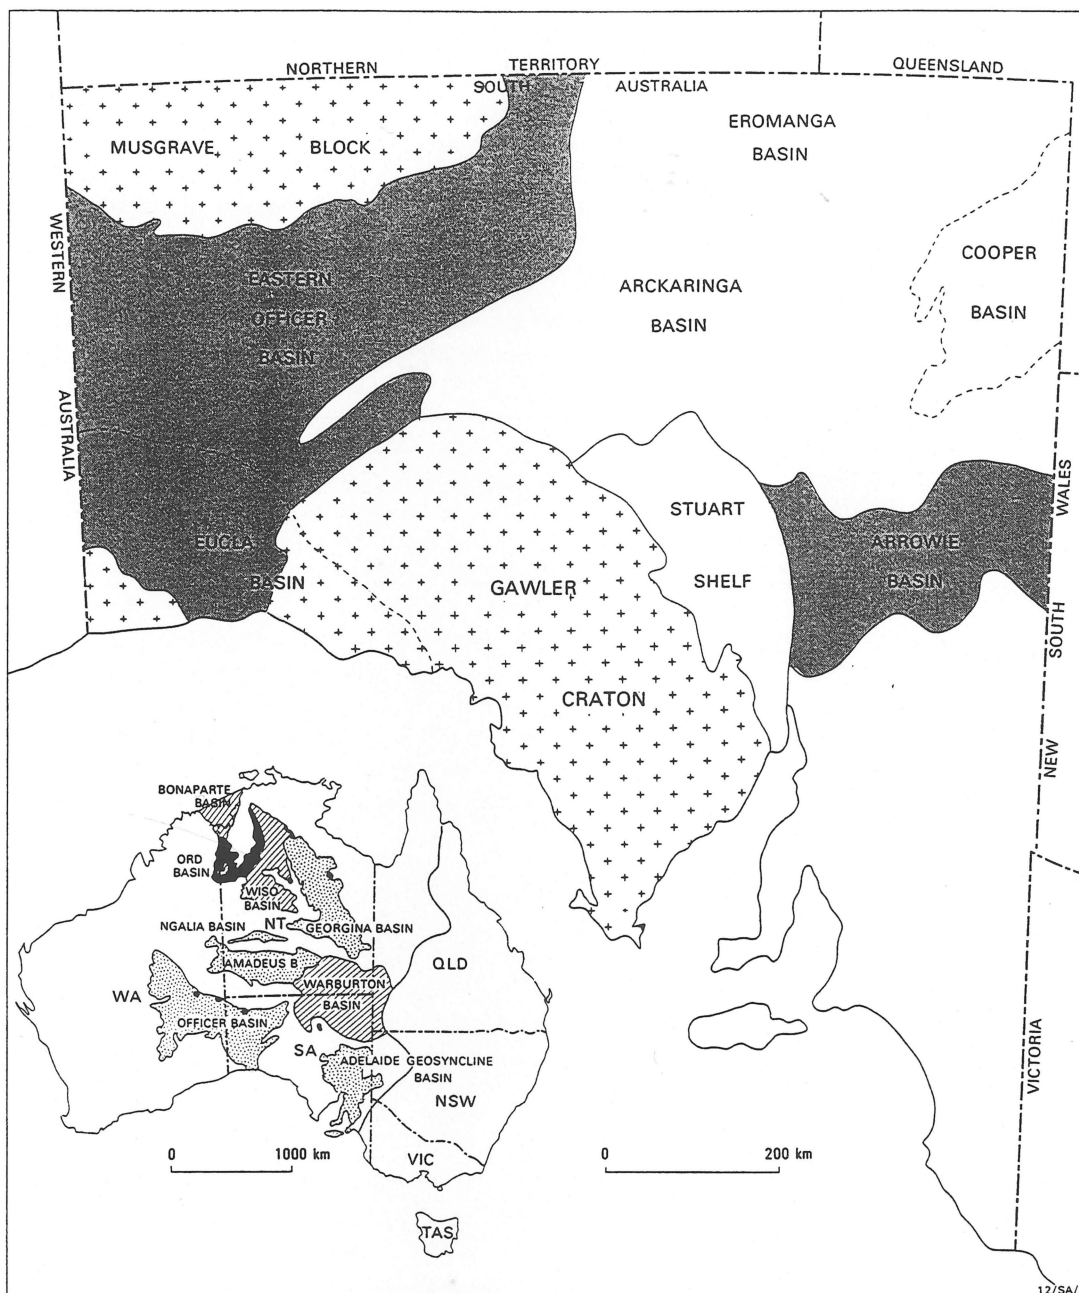 NORTHERN TERRITORY QUEENSLAND
SOUTH AUSTRALIA
MUSGRAVE BLOCK
EROMANGA
BASIN
WESTERN
AUSTRALIA
EASTERN
OFFICER
BASIN
ARCKARINGA
BASIN
COOPER
BASIN
EUCLA
BASIN
STUART
SHELF
GAWLER
CRATON
ARROWIE
BASIN
NEW SOUTH WALES
VICTORIA
BONAPARTE
BASIN
ORD
BASIN
WISO
BASIN
NGALIA BASIN
NT
GEORGINA BASIN
AMADEUS B
WARBURTON
BASIN
QLD
WA
OFFICER BASIN
SA
ADELAIDE GEOSYNCLINE
BASIN
NSW
VIC
TAS
0 1000 km
0 200 km
12/SA/